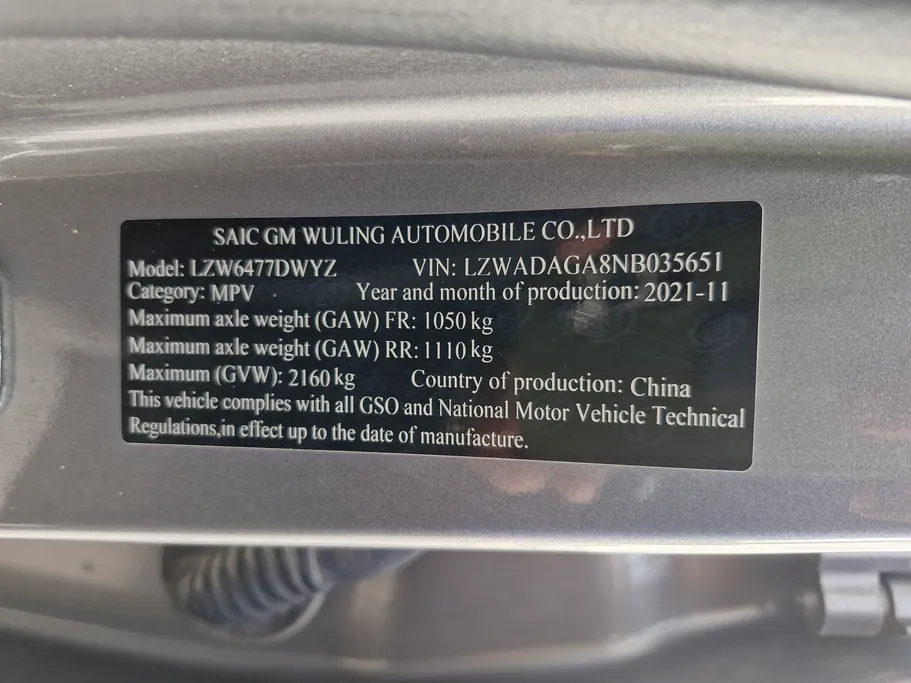 SAIC GM WULING AUTOMOBILE CO.,LTD
Model: LZW6477DWYZ VIN: LZWADAGA8NB035651
Category: MPV Year and month of production: 2021-11
Maximum axle weight (GAW) FR: 1050 kg
Maximum axle weight (GAW) RR: 1110 kg
Maximum (GVW): 2160 kg Country of production: China
This vehicle complies with all GSO and National Motor Vehicle Technical
Regulations,in effect up to the date of manufacture.